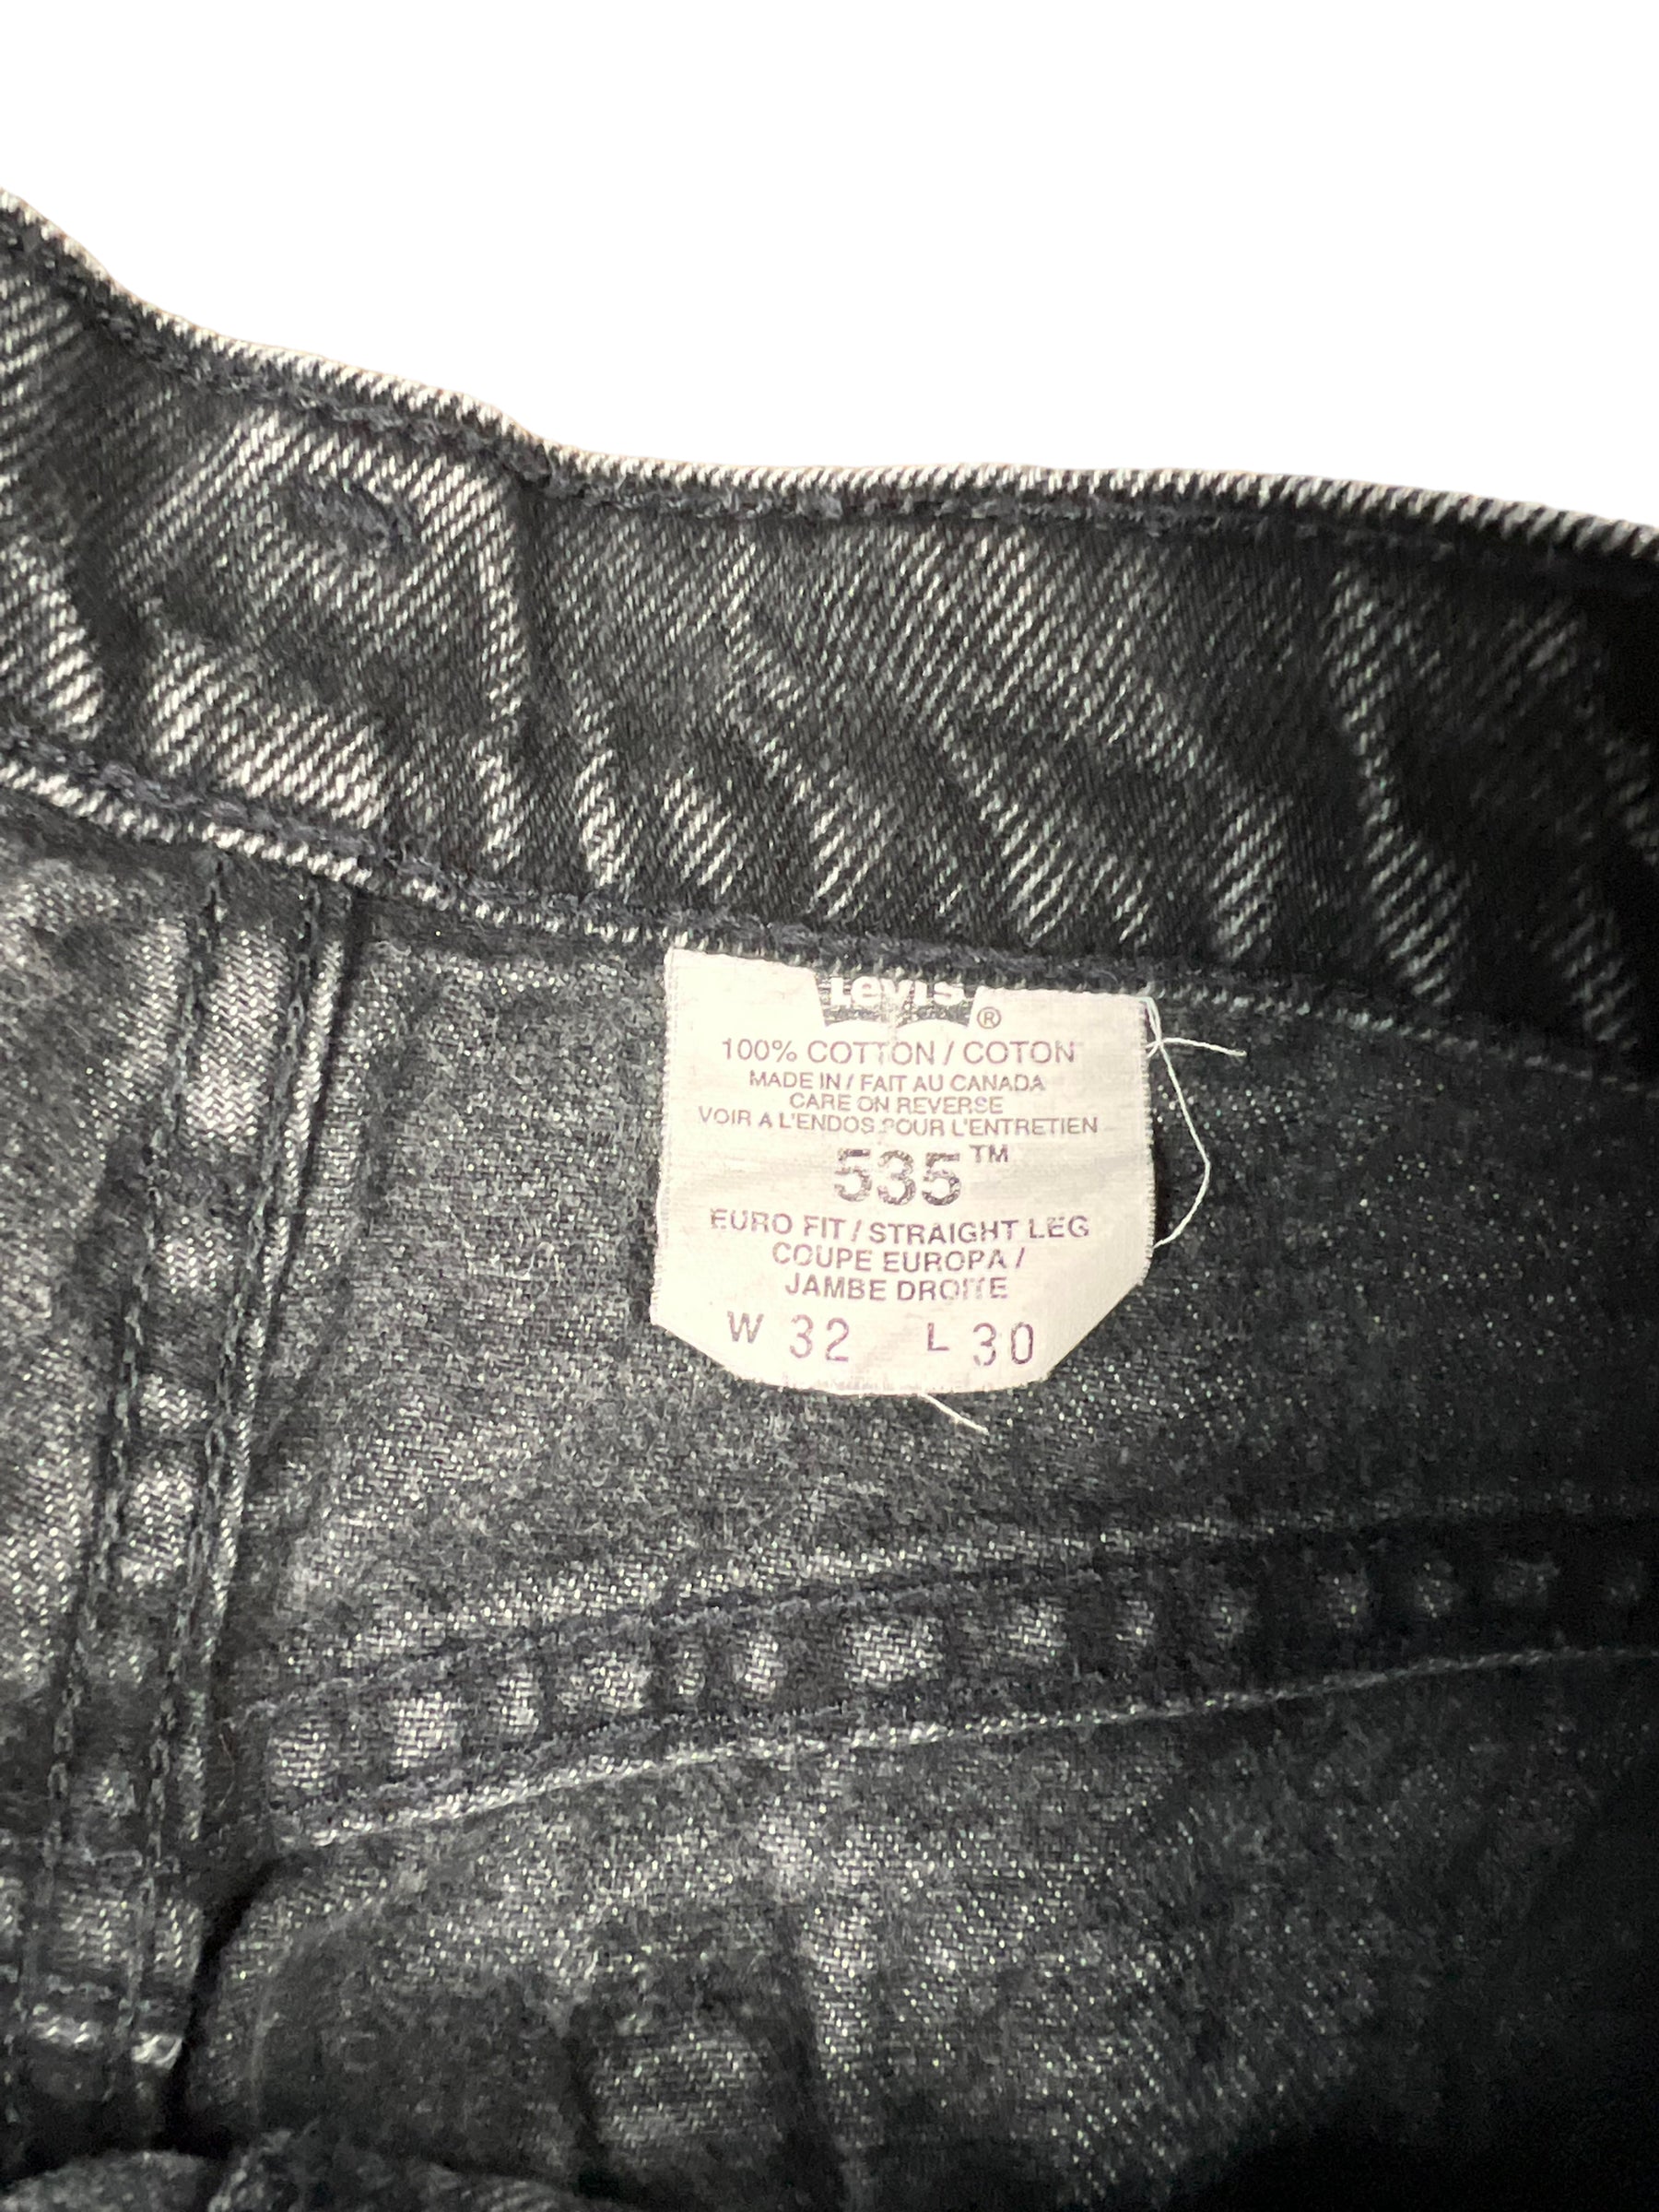 Levi's ®
100% COTTON / COTON
MADE IN / FAIT AU CANADA
CARE ON REVERSE
VOIR A L'ENDOS POUR L'ENTRETIEN
535™
EURO FIT / STRAIGHT LEG
COUPE EUROPA /
JAMBE DROITE
W 32 L 30